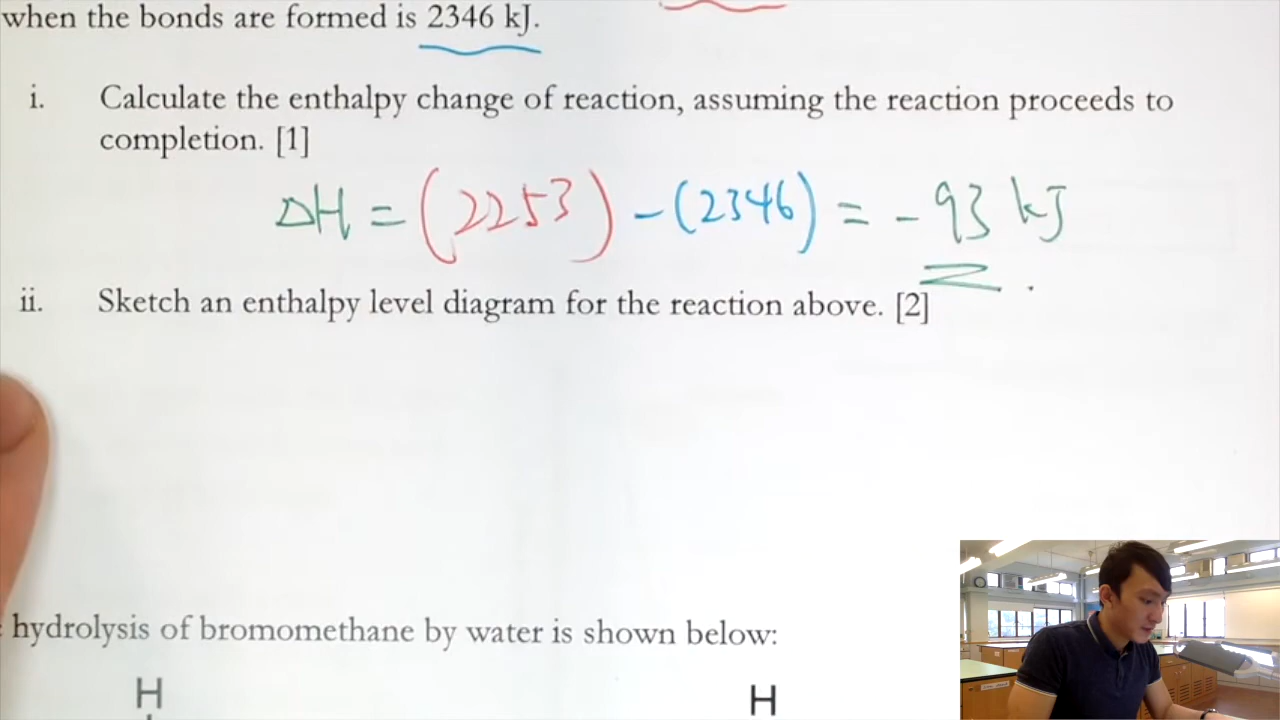 when the bonds are formed is 2346 kJ.
i. Calculate the enthalpy change of reaction, assuming the reaction proceeds to
completion. [1]
ΔH = (2253) - (2346) = - 93 kJ
ii. Sketch an enthalpy level diagram for the reaction above. [2]
hydrolysis of bromomethane by water is shown below:
H H